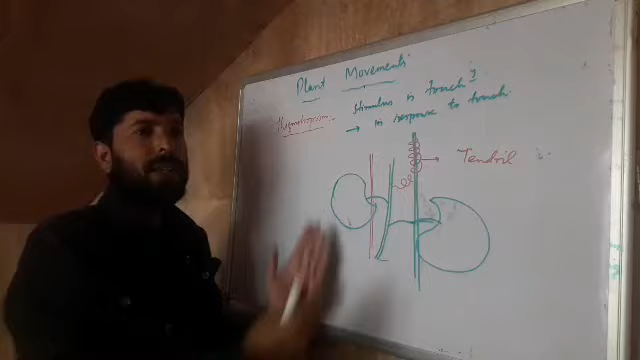 Plant Movements
Thigmotropism. Stimulus is touch
→ in response to touch.
→ Tendril